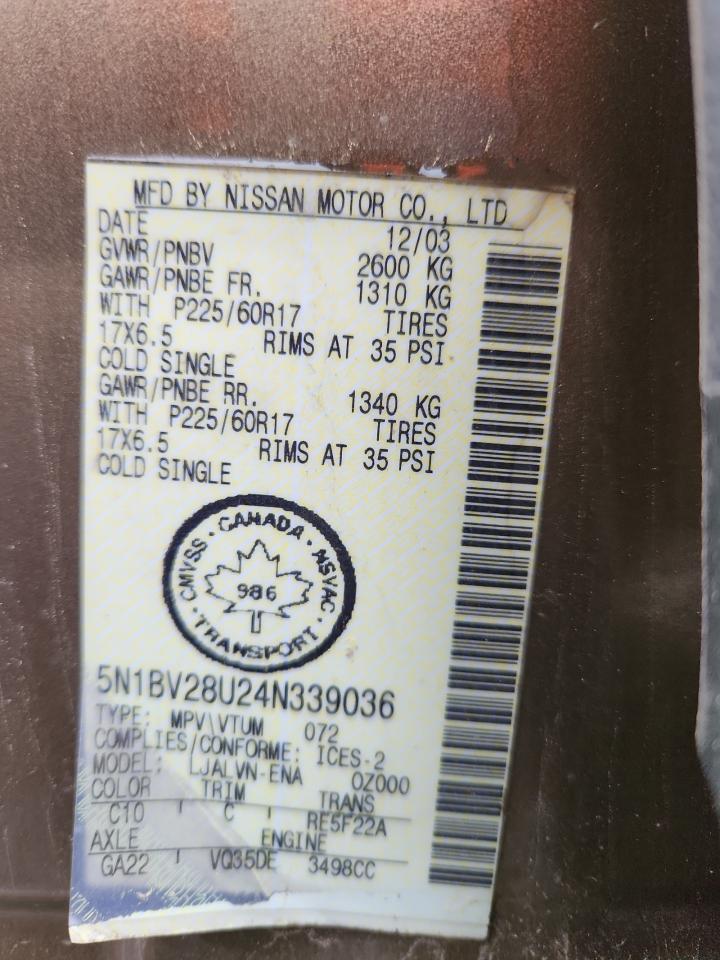 MFD BY NISSAN MOTOR CO., LTD
DATE 12/03
GVWR/PNBV 2600 KG
GAWR/PNBE FR. 1310 KG
WITH P225/60R17 TIRES
17X6.5 RIMS AT 35 PSI
COLD SINGLE
GAWR/PNBE RR. 1340 KG
WITH P225/60R17 TIRES
17X6.5 RIMS AT 35 PSI
COLD SINGLE
CMVSS · CANADA · NSVAC · TRANSPORT ·
986
5N1BV28U24N339036
TYPE: MPV\VTUM 072
COMPLIES/CONFORME: ICES-2
MODEL: LJALVN-ENA 0Z000
COLOR TRIM TRANS
C10 C RE5F22A
AXLE ENGINE
GA22 VQ35DE 3498CC